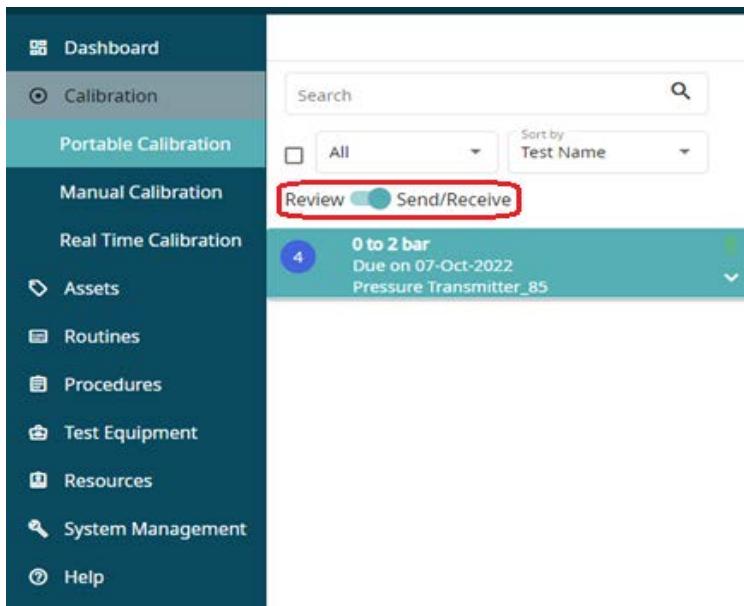 Dashboard
Calibration
Portable Calibration
Manual Calibration
Real Time Calibration
Assets
Routines
Procedures
Test Equipment
Resources
System Management
Help
Search
All
Sort by
Test Name
Review Send/Receive
4
0 to 2 bar
Due on 07-Oct-2022
Pressure Transmitter_85